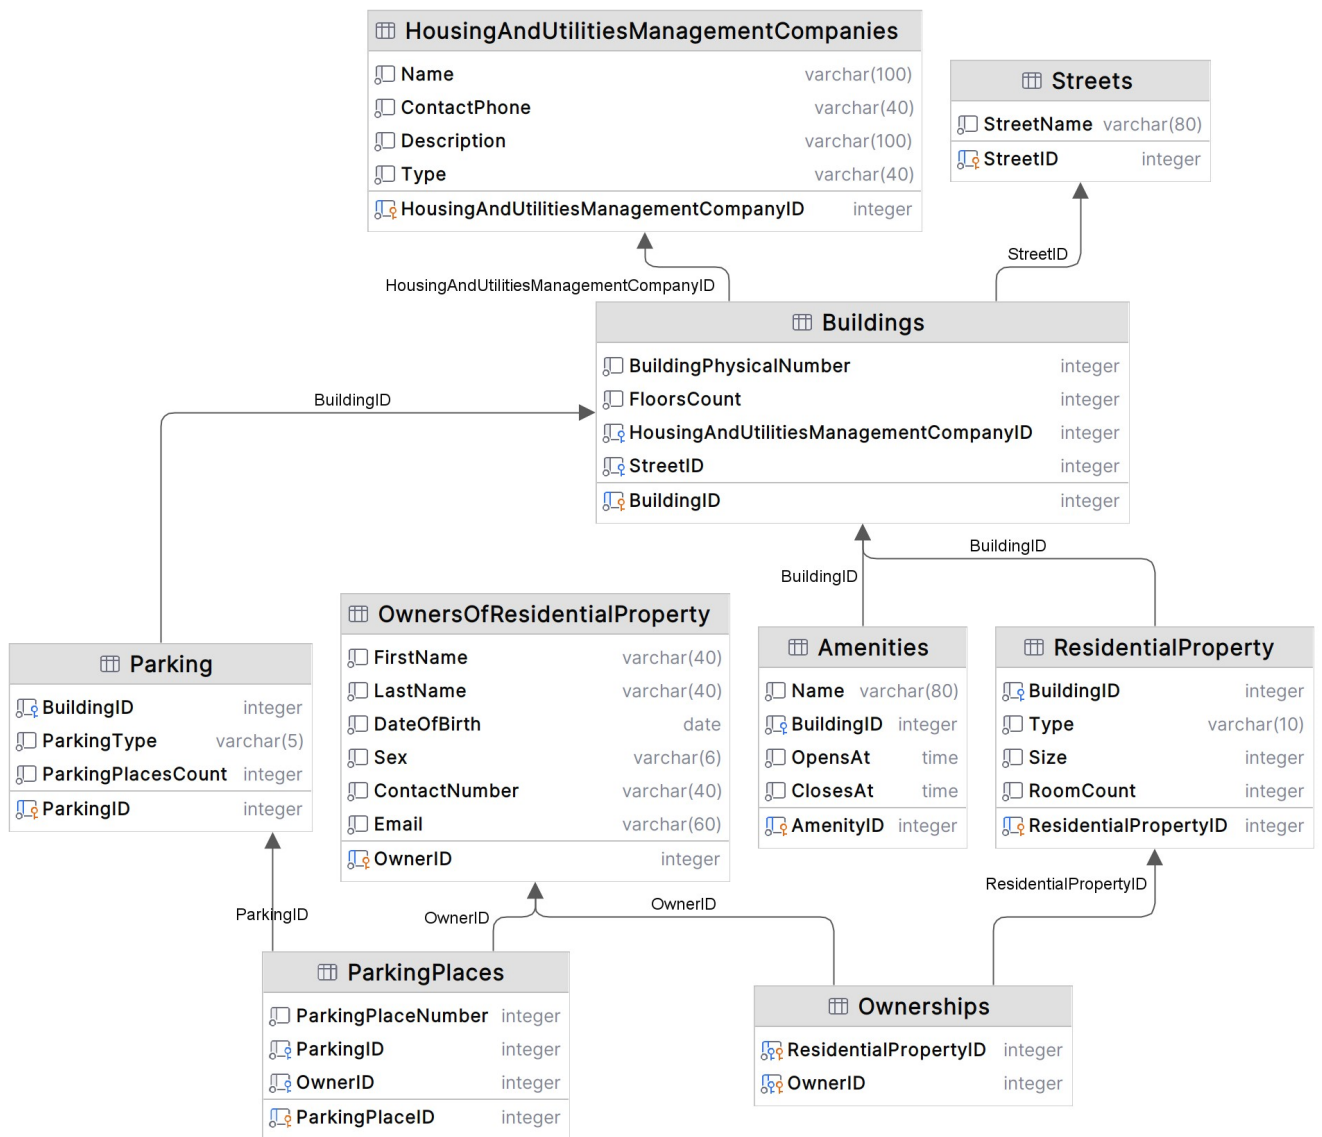 HousingAndUtilitiesManagementCompanies
Name varchar(100)
ContactPhone varchar(40)
Description varchar(100)
Type varchar(40)
HousingAndUtilitiesManagementCompanyID integer
Streets
StreetName varchar(80)
StreetID integer
HousingAndUtilitiesManagementCompanyID
StreetID
Buildings
BuildingPhysicalNumber integer
FloorsCount integer
HousingAndUtilitiesManagementCompanyID integer
StreetID integer
BuildingID integer
BuildingID
BuildingID
BuildingID
Parking
BuildingID integer
ParkingType varchar(5)
ParkingPlacesCount integer
ParkingID integer
OwnersOfResidentialProperty
FirstName varchar(40)
LastName varchar(40)
DateOfBirth date
Sex varchar(6)
ContactNumber varchar(40)
Email varchar(60)
OwnerID integer
Amenities
Name varchar(80)
BuildingID integer
OpensAt time
ClosesAt time
AmenityID integer
ResidentialProperty
BuildingID integer
Type varchar(10)
Size integer
RoomCount integer
ResidentialPropertyID integer
ParkingID
OwnerID
OwnerID
ResidentialPropertyID
ParkingPlaces
ParkingPlaceNumber integer
ParkingID integer
OwnerID integer
ParkingPlaceID integer
Ownerships
ResidentialPropertyID integer
OwnerID integer